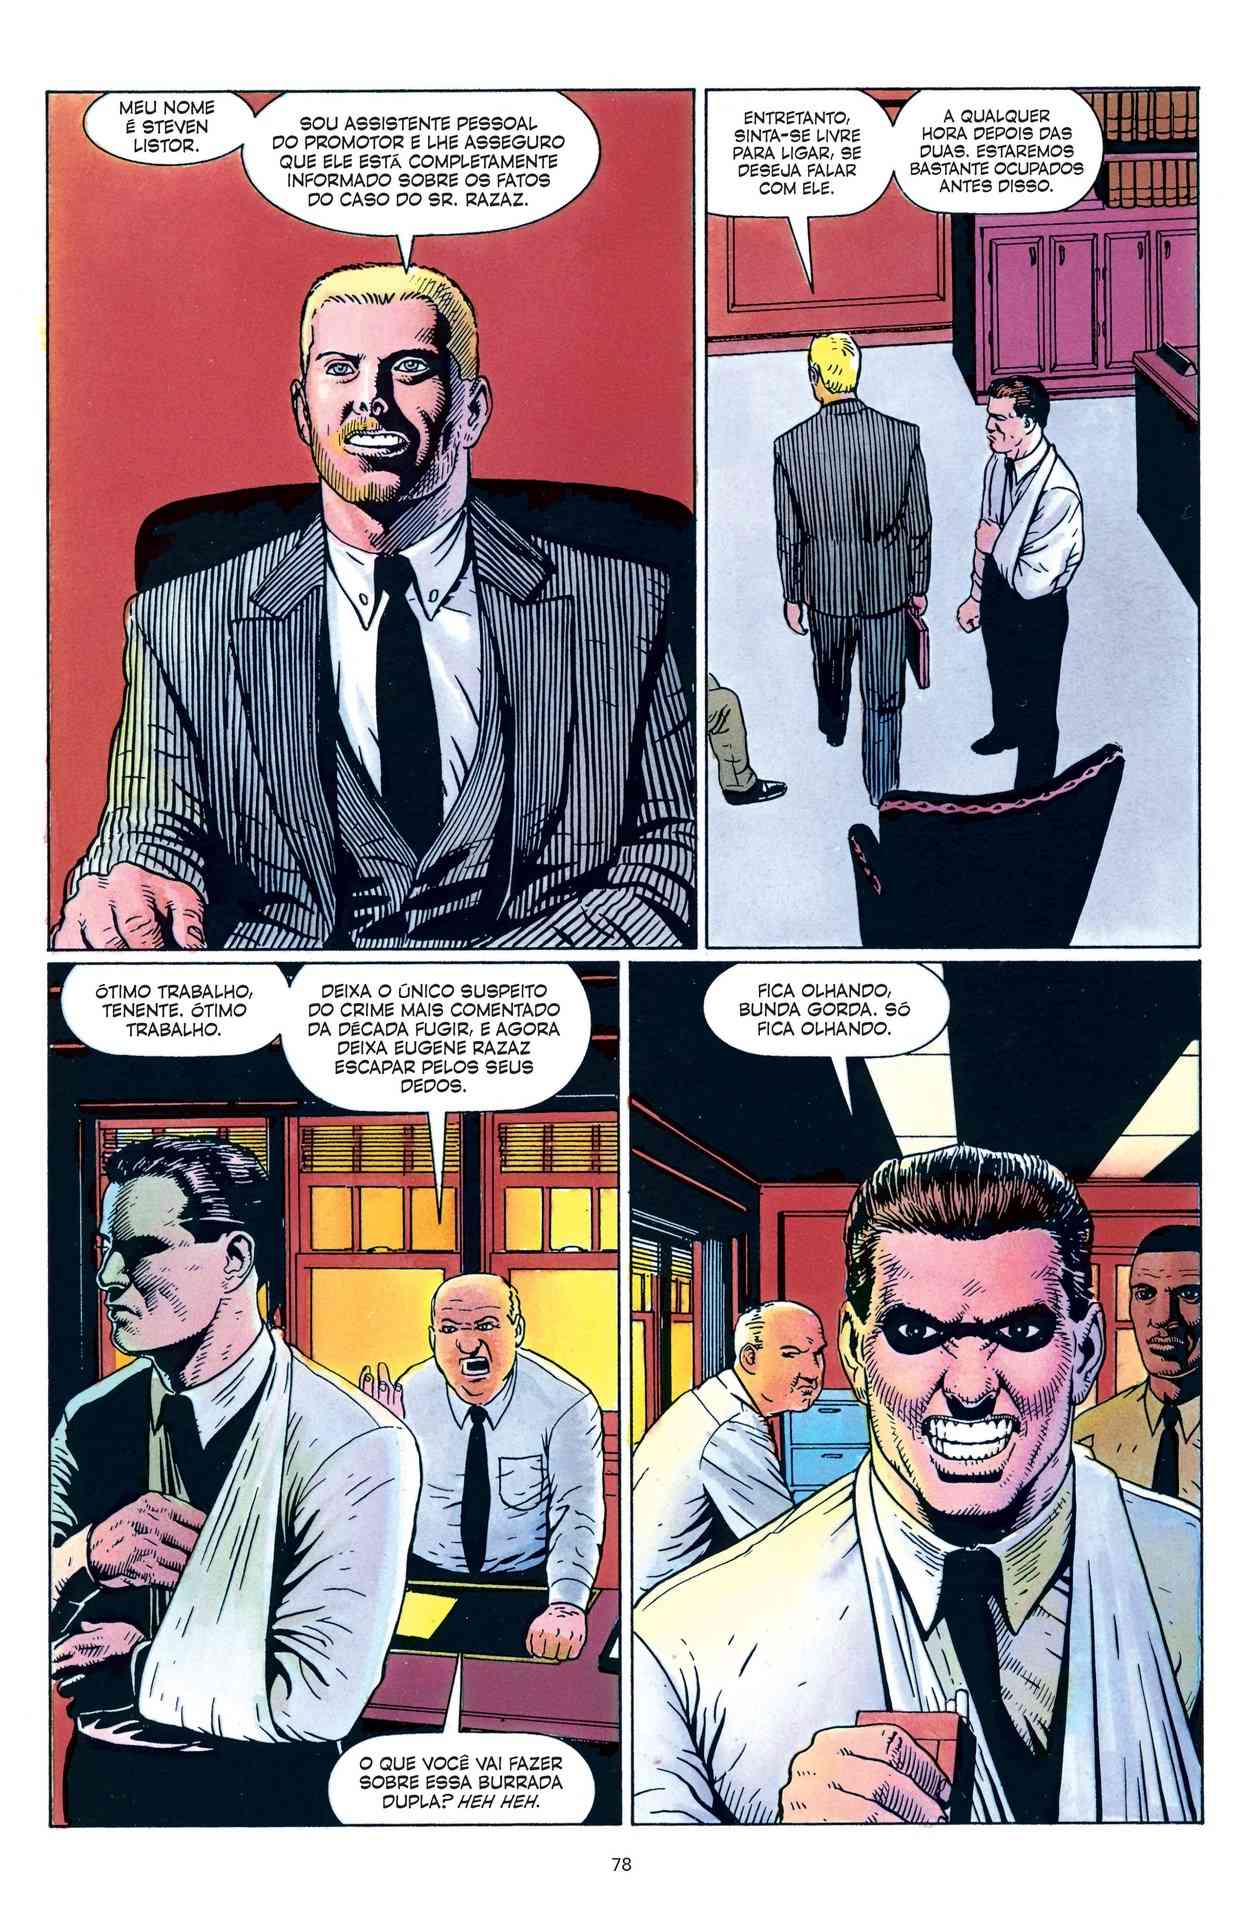 MEU NOME
É STEVEN
LISTOR.
SOU ASSISTENTE PESSOAL
DO PROMOTOR E LHE ASSEGURO
QUE ELE ESTÁ COMPLETAMENTE
INFORMADO SOBRE OS FATOS
DO CASO DO SR. RAZAZ.
ENTRETANTO,
SINTA-SE LIVRE
PARA LIGAR, SE
DESEJA FALAR
COM ELE.
A QUALQUER
HORA DEPOIS DAS
DUAS. ESTAREMOS
BASTANTE OCUPADOS
ANTES DISSO.
ÓTIMO TRABALHO,
TENENTE. ÓTIMO
TRABALHO.
DEIXA O ÚNICO SUSPEITO
DO CRIME MAIS COMENTADO
DA DÉCADA FUGIR, E AGORA
DEIXA EUGENE RAZAZ
ESCAPAR PELOS SEUS
DEDOS.
O QUE VOCÊ VAI FAZER
SOBRE ESSA BURRADA
DUPLA? HEH HEH.
FICA OLHANDO,
BUNDA GORDA. SÓ
FICA OLHANDO.
78